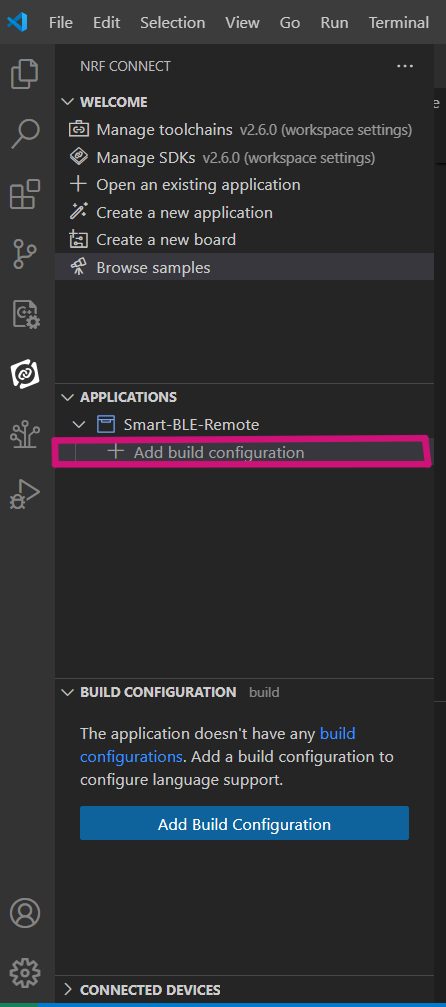 File Edit Selection View Go Run Terminal
NRF CONNECT
WELCOME
Manage toolchains v2.6.0 (workspace settings)
Manage SDKs v2.6.0 (workspace settings)
Open an existing application
Create a new application
Create a new board
Browse samples
APPLICATIONS
Smart-BLE-Remote
Add build configuration
BUILD CONFIGURATION build
The application doesn't have any build
configurations. Add a build configuration to
configure language support.
Add Build Configuration
CONNECTED DEVICES